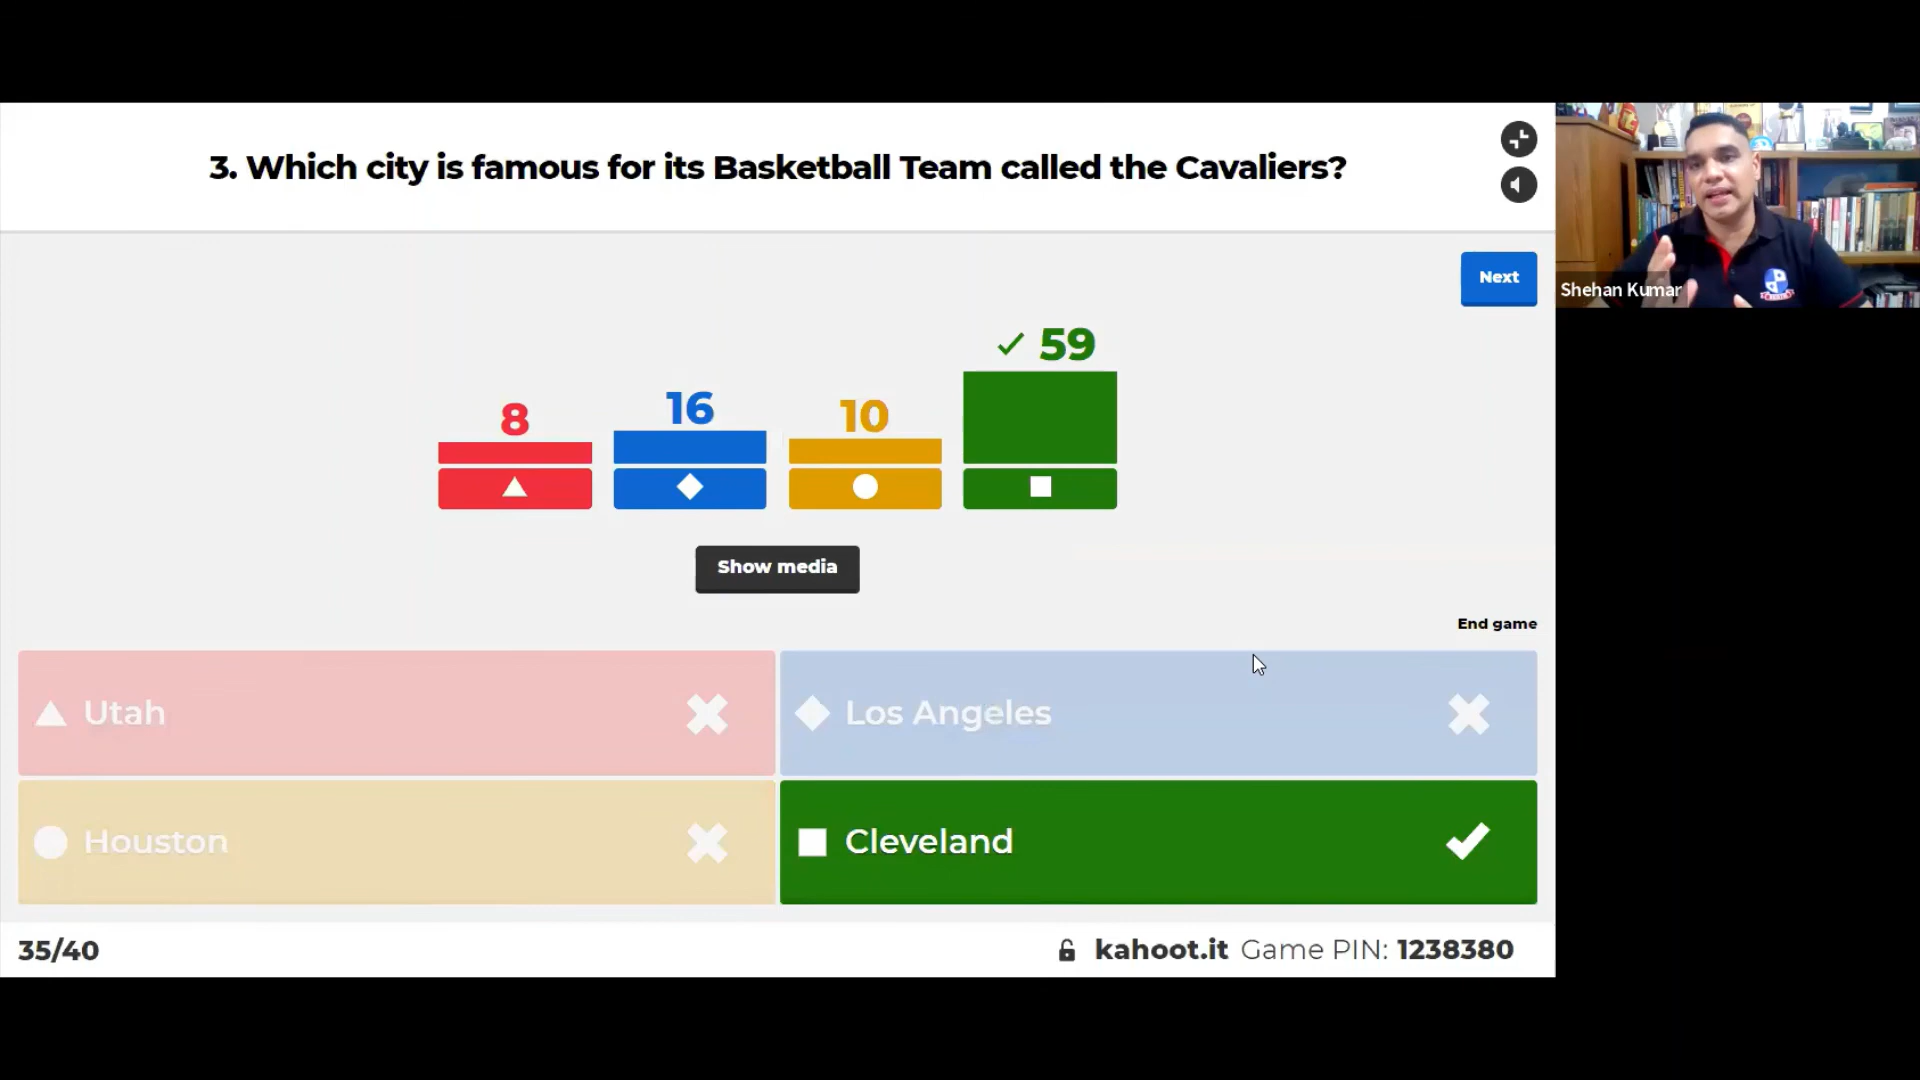 3. Which city is famous for its Basketball Team called the Cavaliers?
Next
Shehan Kumar
8
16
10
59
Show media
End game
Utah
Los Angeles
Houston
Cleveland
35/40
kahoot.it Game PIN: 1238380